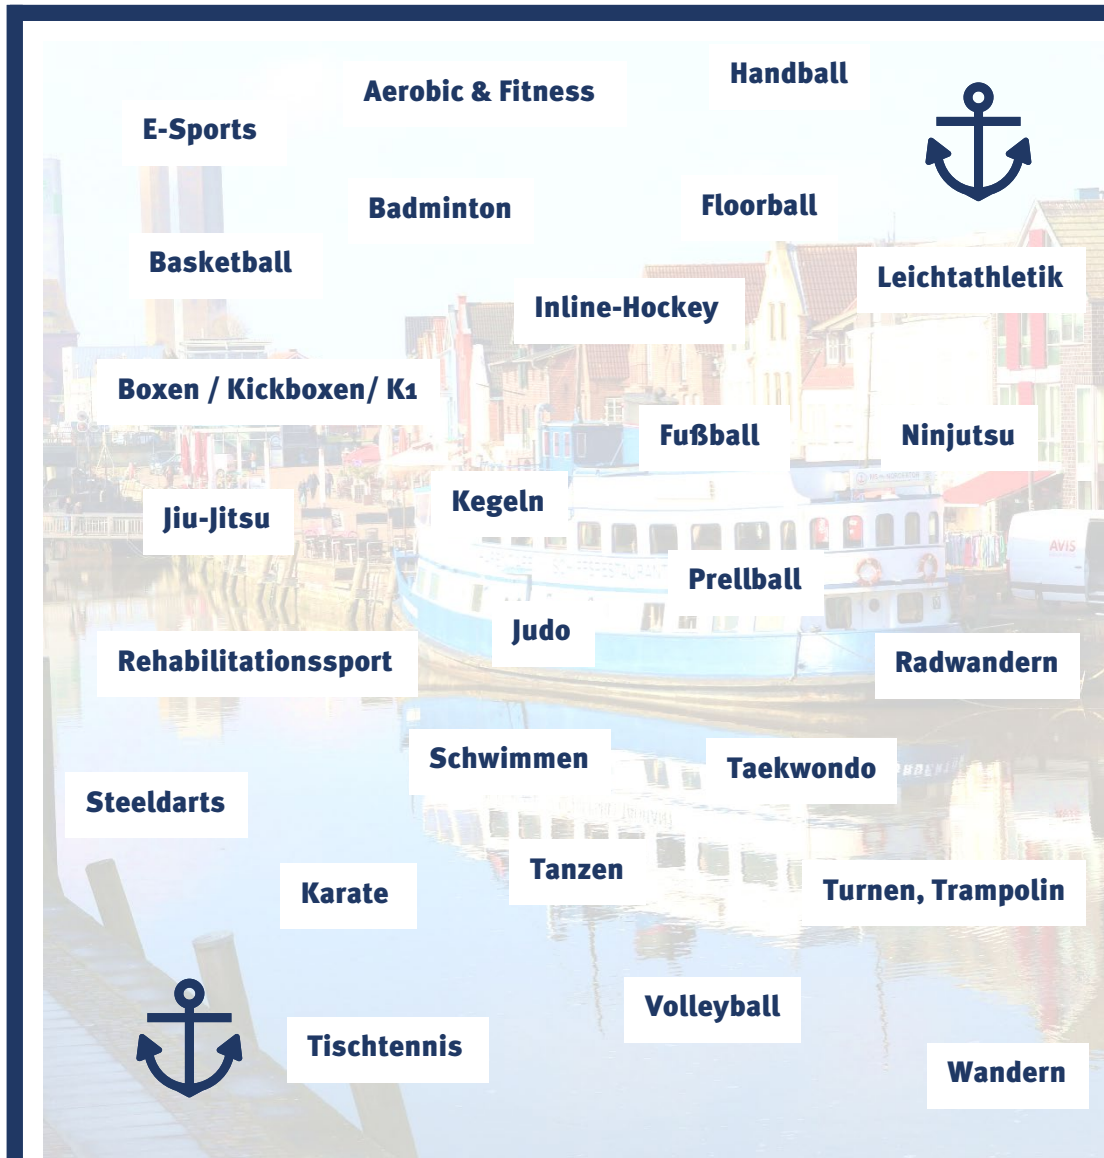 Handball
Aerobic & Fitness
E-Sports
Badminton
Floorball
Basketball
Leichtathletik
Inline-Hockey
Boxen / Kickboxen/ K1
Fußball
Ninjutsu
Kegeln
Jiu-Jitsu
AVIS
Prellball
Judo
Rehabilitationssport
Radwandern
Schwimmen
Taekwondo
Steeldarts
Tanzen
Karate
Turnen, Trampolin
Volleyball
Tischtennis
Wandern